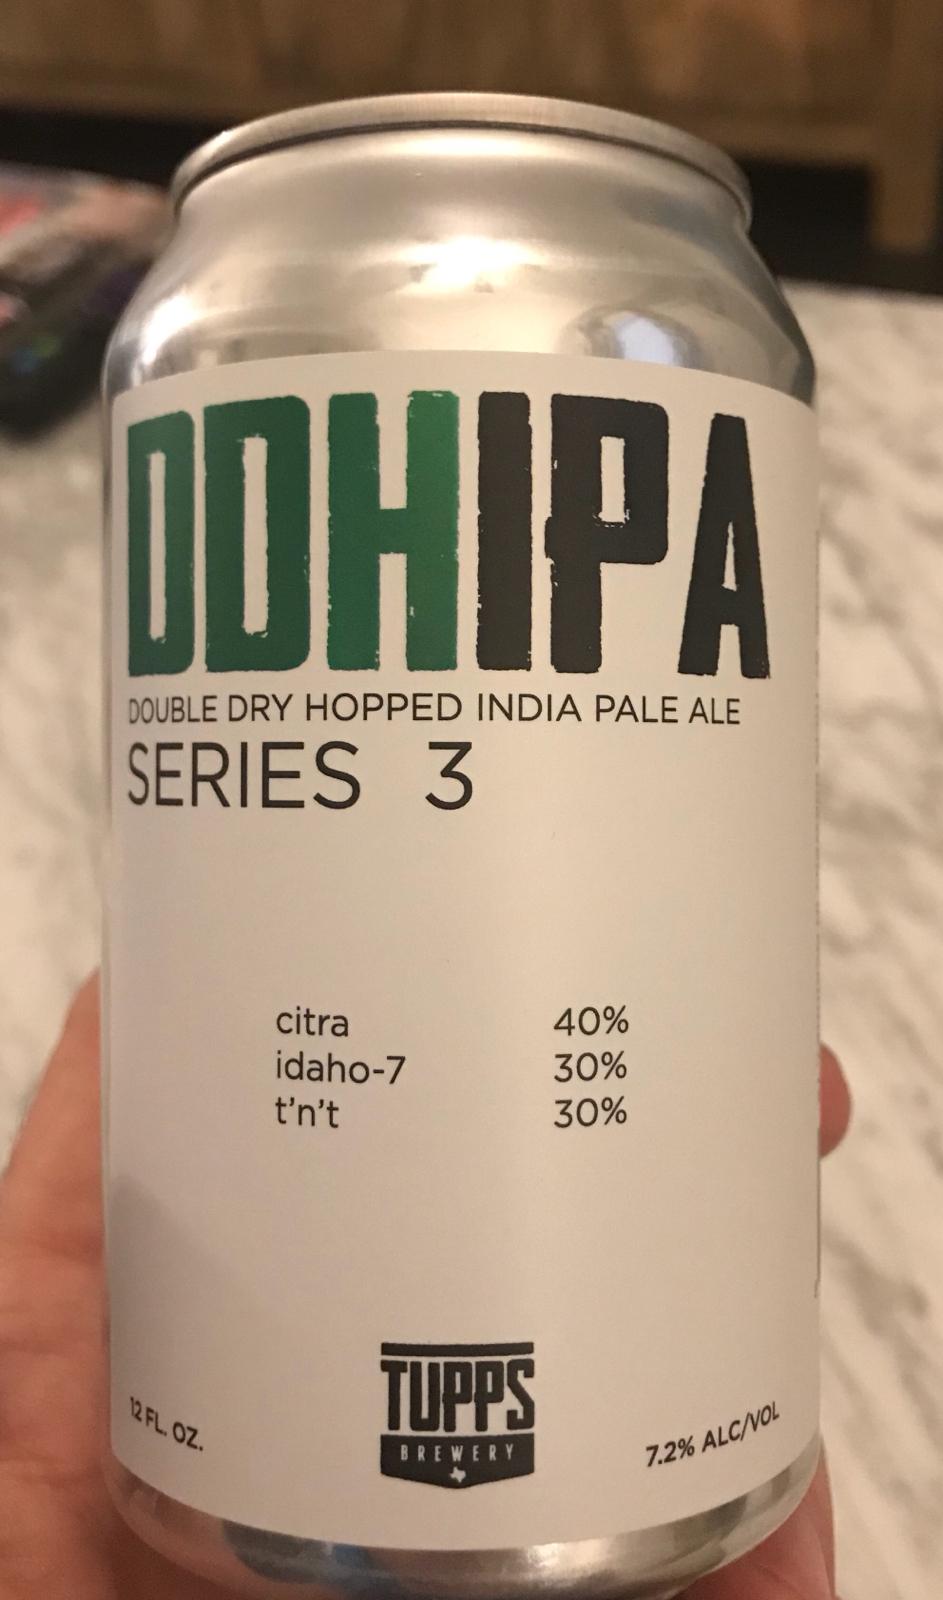 DDHIPA
DOUBLE DRY HOPPED INDIA PALE ALE
SERIES 3
citra 40%
idaho-7 30%
t'n't 30%
TUPPS
BREWERY
12 FL. OZ.
7.2% ALC/VOL